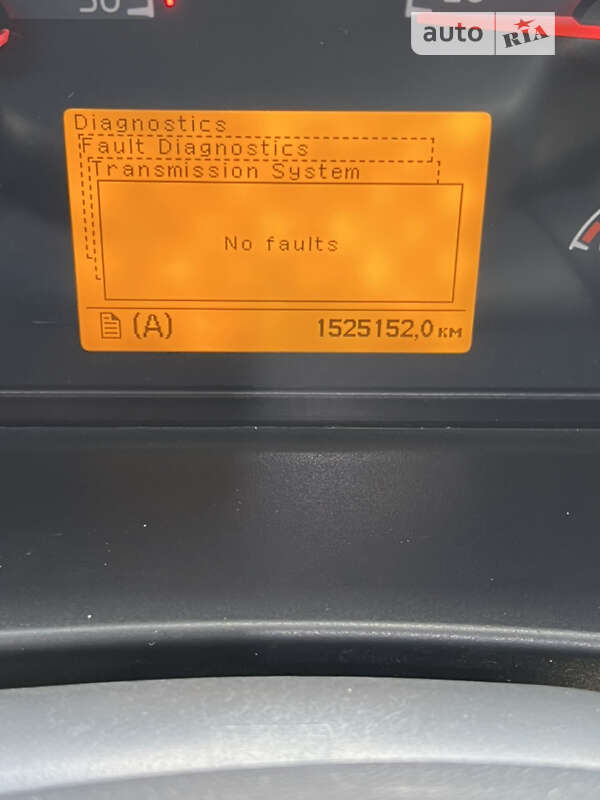 auto RIA
Diagnostics
Fault Diagnostics
Transmission System
No faults
(A) 1525152,0 км